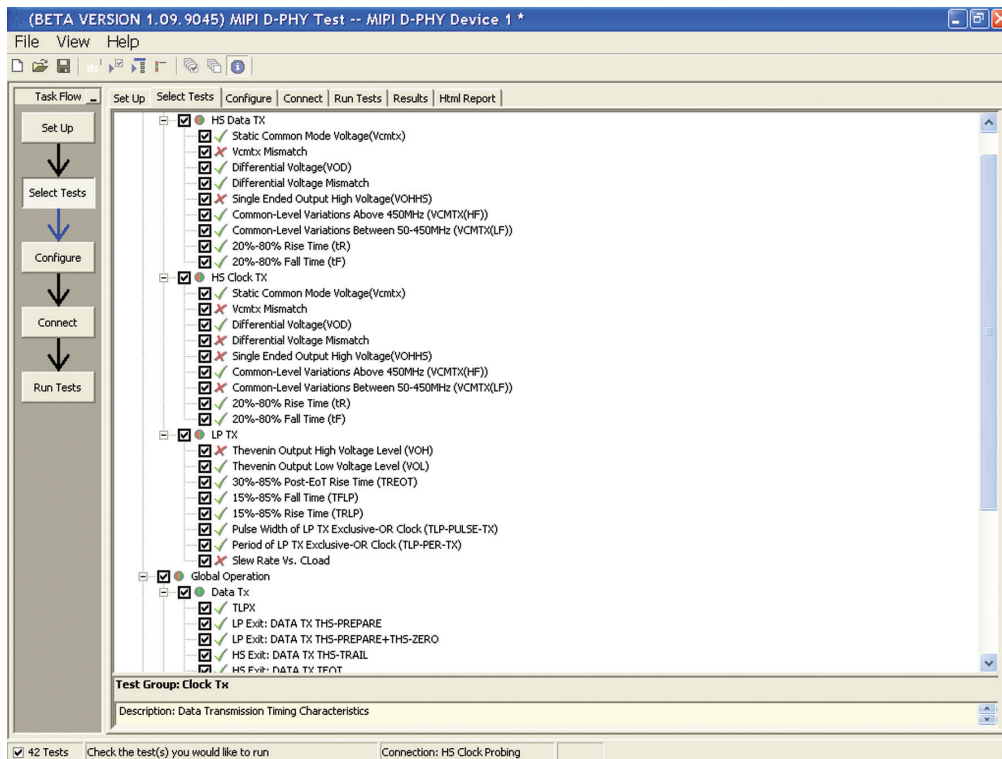 (BETA VERSION 1.09.9045) MIPI D-PHY Test -- MIPI D-PHY Device 1 *
File View Help
Task Flow
Set Up
Select Tests
Configure
Connect
Run Tests
Set Up Select Tests Configure Connect Run Tests Results Html Report
HS Data TX
Static Common Mode Voltage(Vcmtx)
Vcmtx Mismatch
Differential Voltage(VOD)
Differential Voltage Mismatch
Single Ended Output High Voltage(VOHHS)
Common-Level Variations Above 450MHz (VCMTX(HF))
Common-Level Variations Between 50-450MHz (VCMTX(LF))
20%-80% Rise Time (tR)
20%-80% Fall Time (tF)
HS Clock TX
Static Common Mode Voltage(Vcmtx)
Vcmtx Mismatch
Differential Voltage(VOD)
Differential Voltage Mismatch
Single Ended Output High Voltage(VOHHS)
Common-Level Variations Above 450MHz (VCMTX(HF))
Common-Level Variations Between 50-450MHz (VCMTX(LF))
20%-80% Rise Time (tR)
20%-80% Fall Time (tF)
LP TX
Thevenin Output High Voltage Level (VOH)
Thevenin Output Low Voltage Level (VOL)
30%-85% Post-EoT Rise Time (TREOT)
15%-85% Fall Time (TFLP)
15%-85% Rise Time (TRLP)
Pulse Width of LP TX Exclusive-OR Clock (TLP-PULSE-TX)
Period of LP TX Exclusive-OR Clock (TLP-PER-TX)
Slew Rate Vs. CLoad
Global Operation
Data Tx
TLPX
LP Exit: DATA TX THS-PREPARE
LP Exit: DATA TX THS-PREPARE+THS-ZERO
HS Exit: DATA TX THS-TRAIL
HS Exit: DATA TX TEOT
Test Group: Clock Tx
Description: Data Transmission Timing Characteristics
42 Tests Check the test(s) you would like to run Connection: HS Clock Probing